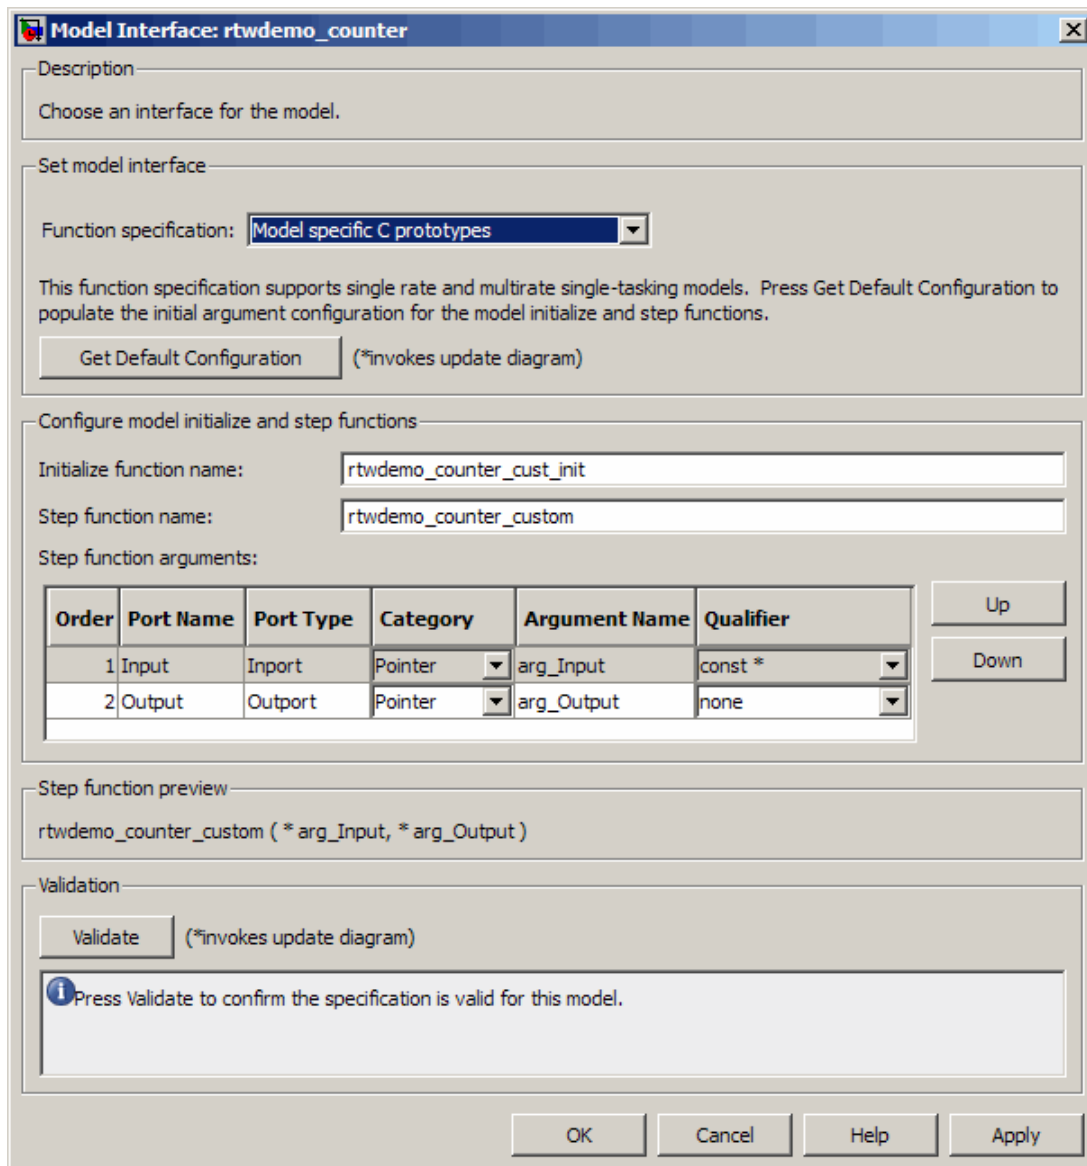 Model Interface: rtwdemo_counter
Description
Choose an interface for the model.
Set model interface
Function specification: Model specific C prototypes
This function specification supports single rate and multirate single-tasking models. Press Get Default Configuration to
populate the initial argument configuration for the model initialize and step functions.
Get Default Configuration (*invokes update diagram)
Configure model initialize and step functions
Initialize function name: rtwdemo_counter_cust_init
Step function name: rtwdemo_counter_custom
Step function arguments:
Order Port Name Port Type Category Argument Name Qualifier
1 Input Inport Pointer arg_Input const *
2 Output Outport Pointer arg_Output none
Up
Down
Step function preview
rtwdemo_counter_custom ( * arg_Input, * arg_Output )
Validation
Validate (*invokes update diagram)
Press Validate to confirm the specification is valid for this model.
OK Cancel Help Apply